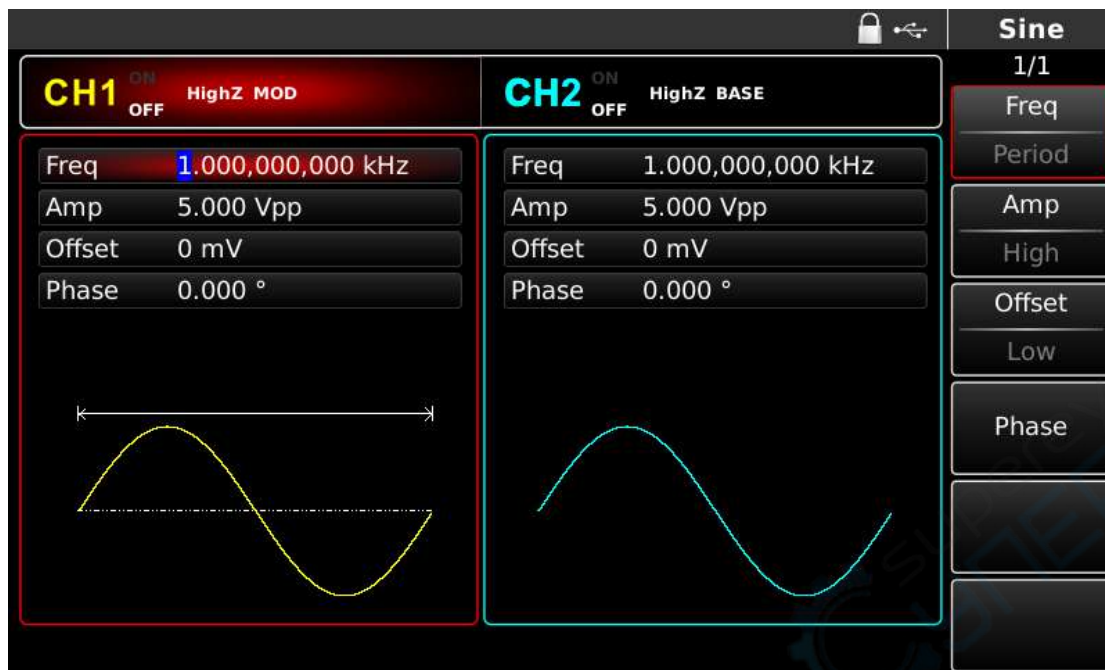 Sine
1/1
CH1 ON OFF HighZ MOD
CH2 ON OFF HighZ BASE
Freq 1.000,000,000 kHz
Amp 5.000 Vpp
Offset 0 mV
Phase 0.000 °
Freq 1.000,000,000 kHz
Amp 5.000 Vpp
Offset 0 mV
Phase 0.000 °
Freq
Period
Amp
High
Offset
Low
Phase